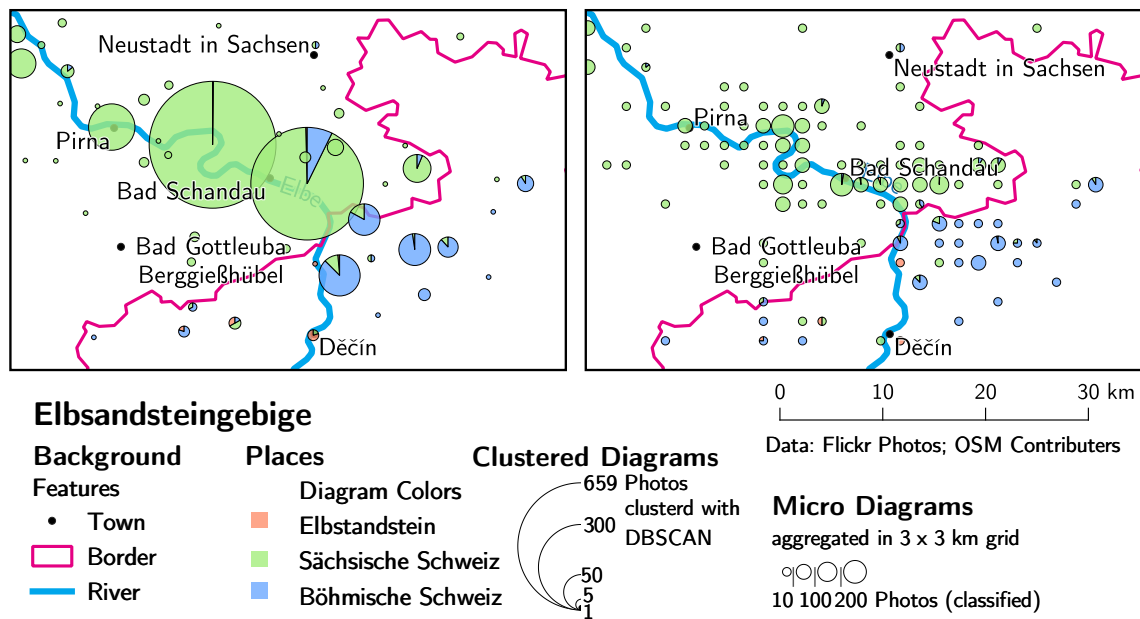 Neustadt in Sachsen
Pirna
Bad Schandau
Elbe
Bad Gottleuba
Berggießhübel
Děčín
Neustadt in Sachsen
Pirna
Bad Schandau
Bad Gottleuba
Berggießhübel
Děčín
0 10 20 30 km
Data: Flickr Photos; OSM Contributers
Elbsandsteingebige
Background
Features
Town
Border
River
Places
Diagram Colors
Elbstandstein
Sächsische Schweiz
Böhmische Schweiz
Clustered Diagrams
659 Photos
clusterd with
300 DBSCAN
50
5
1
Micro Diagrams
aggregated in 3 x 3 km grid
10 100 200 Photos (classified)